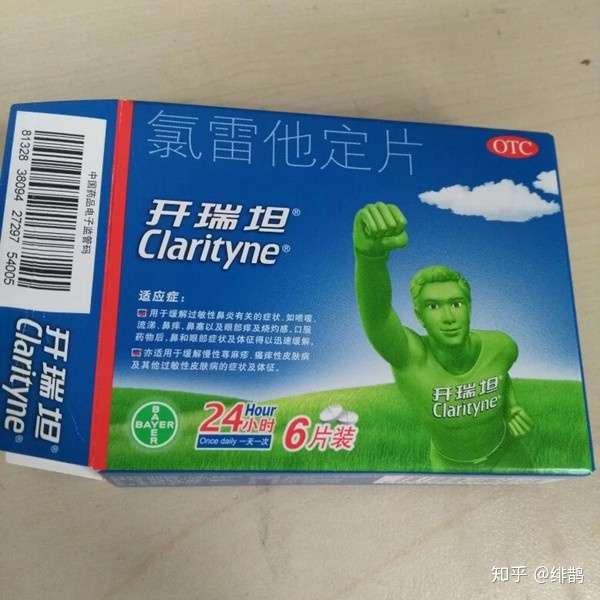 氯雷他定片
OTC
开瑞坦®
Clarityne®
适应症：
用于缓解过敏性鼻炎有关的症状，如喷嚏、
流涕、鼻痒、鼻塞以及眼部痒及烧灼感。口服
药物后，鼻和眼部症状及体征得以迅速缓解。
亦适用于缓解慢性荨麻疹、瘙痒性皮肤病
及其他过敏性皮肤病的症状及体征。
BAYER
BAYER
24小时
Hour
Once daily 一天一次
6片装
开瑞坦®
Clarityne®
中国药品电子监管码
81328 38094 27297 54005
开瑞坦®
Clarityne®
知乎 @绯鹊